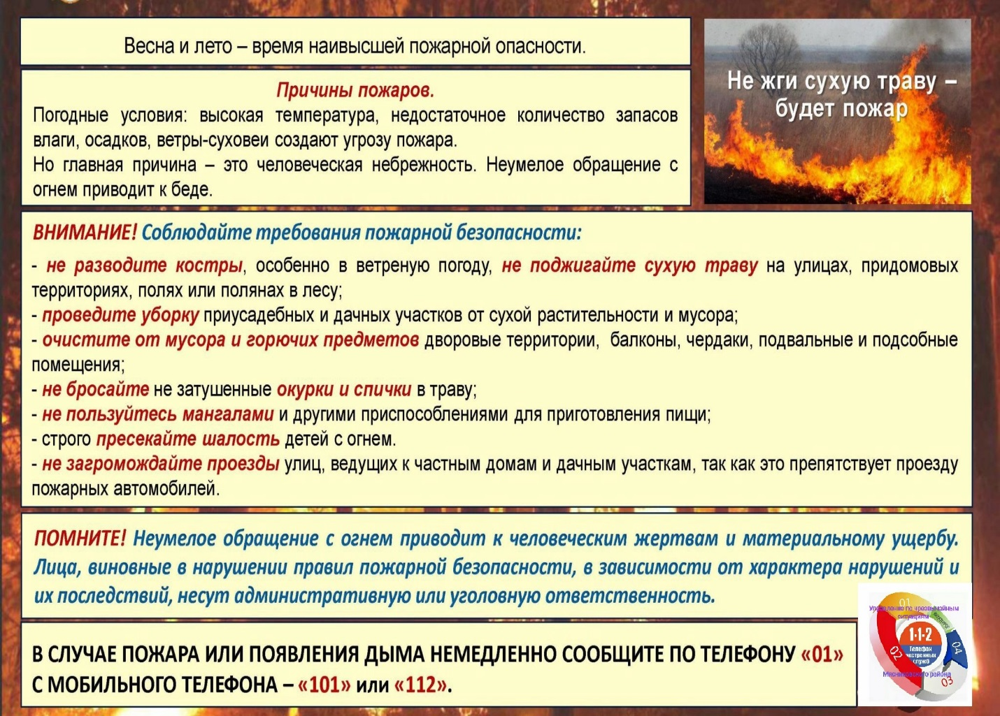 Весна и лето – время наивысшей пожарной опасности.
Причины пожаров.
Погодные условия: высокая температура, недостаточное количество запасов
влаги, осадков, ветры-суховеи создают угрозу пожара.
Но главная причина – это человеческая небрежность. Неумелое обращение с
огнем приводит к беде.
Не жги сухую траву –
будет пожар
ВНИМАНИЕ! Соблюдайте требования пожарной безопасности:
- не разводите костры, особенно в ветреную погоду, не поджигайте сухую траву на улицах, придомовых
территориях, полях или полянах в лесу;
- проведите уборку приусадебных и дачных участков от сухой растительности и мусора;
- очистите от мусора и горючих предметов дворовые территории, балконы, чердаки, подвальные и подсобные
помещения;
- не бросайте не затушенные окурки и спички в траву;
- не пользуйтесь мангалами и другими приспособлениями для приготовления пищи;
- строго пресекайте шалость детей с огнем.
- не загромождайте проезды улиц, ведущих к частным домам и дачным участкам, так как это препятствует проезду
пожарных автомобилей.
ПОМНИТЕ! Неумелое обращение с огнем приводит к человеческим жертвам и материальному ущербу.
Лица, виновные в нарушении правил пожарной безопасности, в зависимости от характера нарушений и
их последствий, несут административную или уголовную ответственность.
В СЛУЧАЕ ПОЖАРА ИЛИ ПОЯВЛЕНИЯ ДЫМА НЕМЕДЛЕННО СООБЩИТЕ ПО ТЕЛЕФОНУ «01»
С МОБИЛЬНОГО ТЕЛЕФОНА – «101» или «112».
01
Управление по чрезвычайным
ситуациям
1-1-2
Телефон
экстренных
служб
02
04
03
района